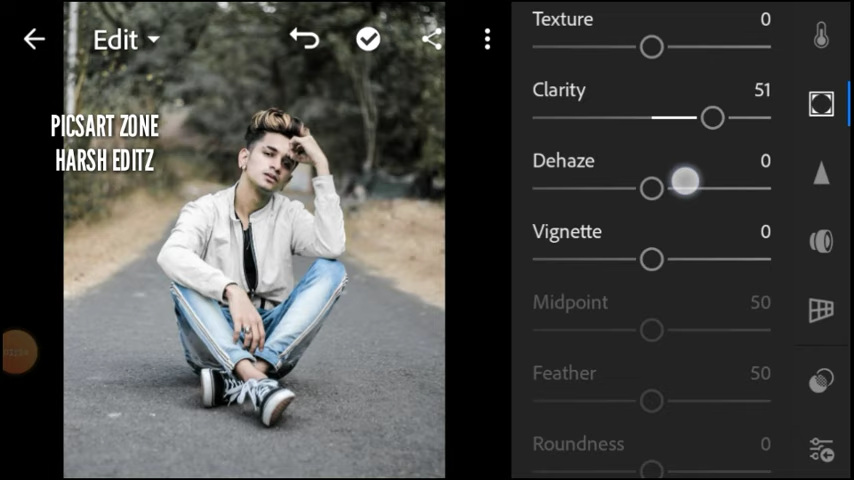 Edit
PICSART ZONE
HARSH EDITZ
Texture 0
Clarity 51
Dehaze 0
Vignette 0
Midpoint 50
Feather 50
Roundness 0